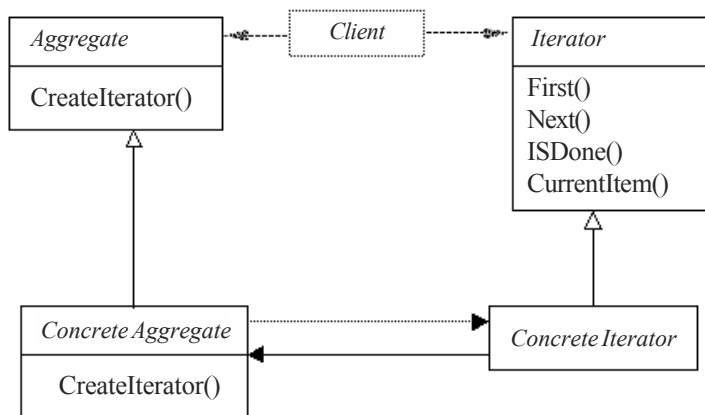 Aggregate
CreateIterator()
Client
Iterator
First()
Next()
ISDone()
CurrentItem()
Concrete Aggregate
CreateIterator()
Concrete Iterator